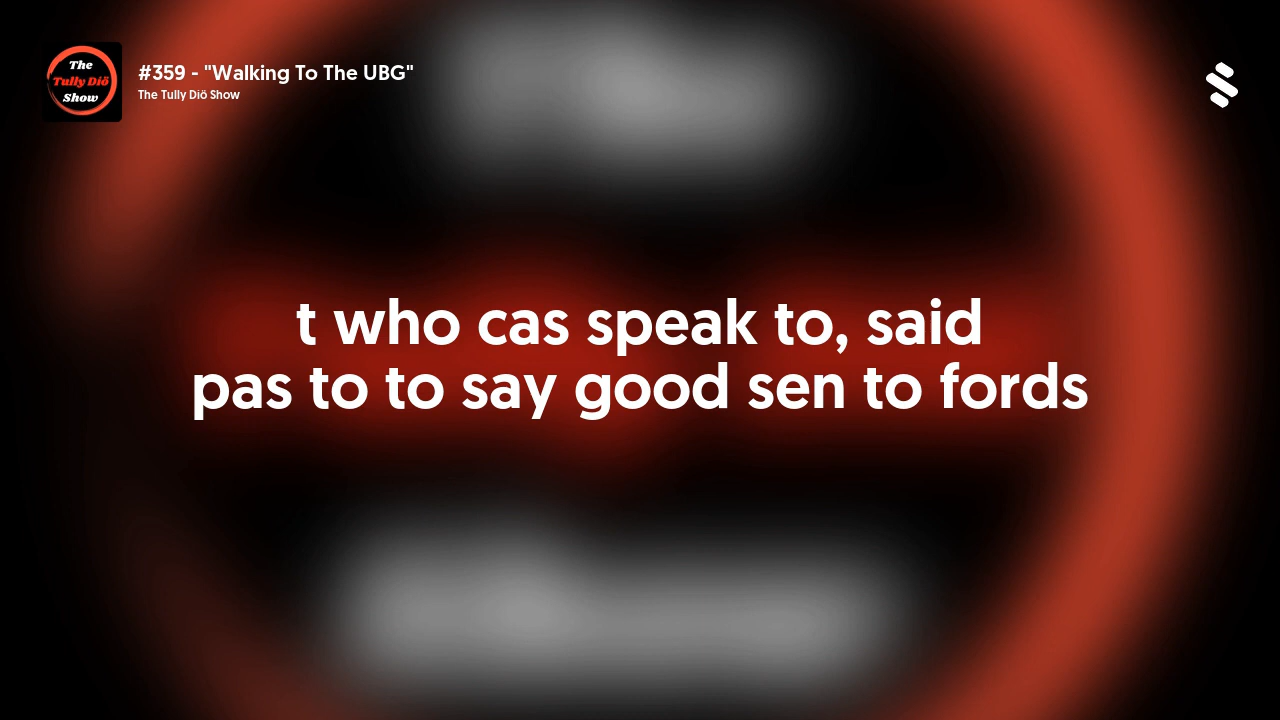 The
Tully Diö
Show
#359 - "Walking To The UBG"
The Tully Diö Show
t who cas speak to, said
pas to to say good sen to fords